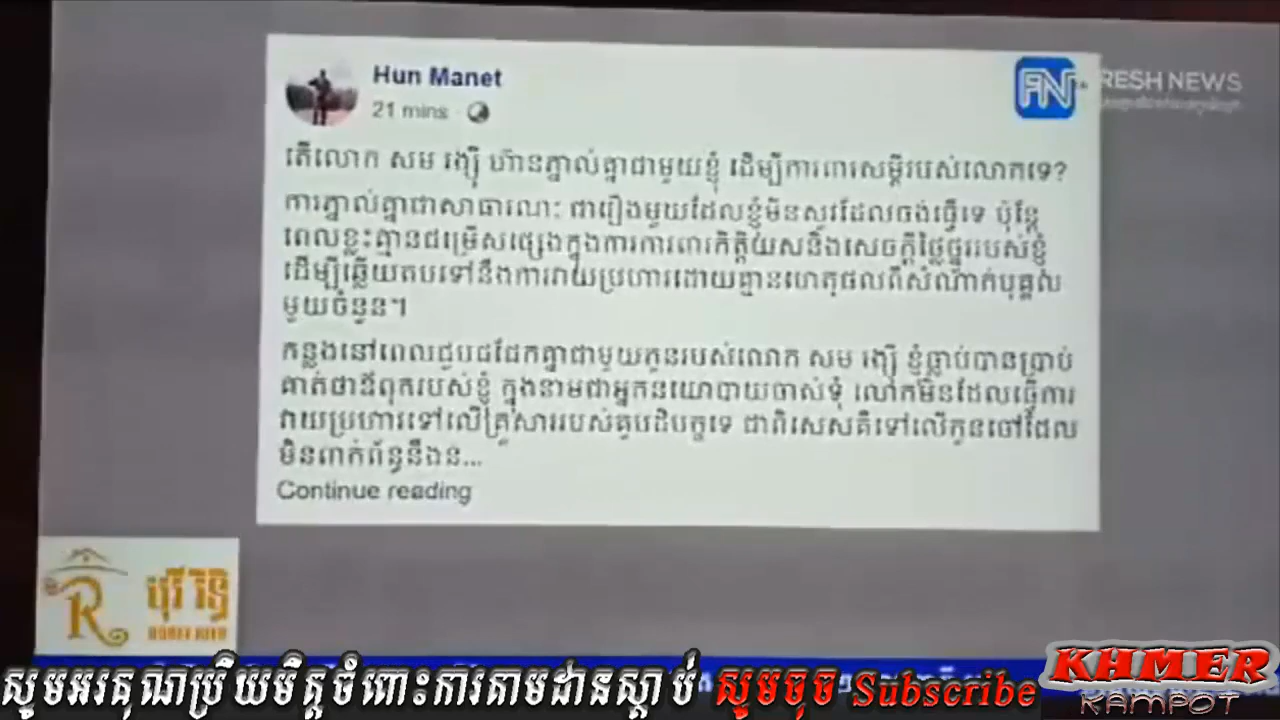 Hun Manet
21 mins
FN
FRESH NEWS
តើលោក សម រង្ស៊ី ហ៊ានភ្នាល់គ្នាជាមួយខ្ញុំ ដើម្បីការពារសម្តីរបស់លោកទេ?
ការភ្នាល់គ្នាជាសាធារណៈ ជារឿងមួយដែលខ្ញុំមិនសូវដែលចង់ធ្វើទេ ប៉ុន្តែ
ពេលខ្លះគ្មានជម្រើសផ្សេងក្នុងការការពារកិត្តិយសនិងសេចក្តីថ្លៃថ្នូររបស់ខ្ញុំ
ដើម្បីឆ្លើយតបទៅនឹងការវាយប្រហារដោយគ្មានហេតុផលពីសំណាក់បុគ្គល
មួយចំនួន។
កន្លងនៅពេលជួបជជែកគ្នាជាមួយកូនរបស់លោក សម រង្ស៊ី ខ្ញុំធ្លាប់បានប្រាប់
គាត់ថាឪពុករបស់ខ្ញុំ ក្នុងនាមជាអ្នកនយោបាយចាស់ទុំ លោកមិនដែលធ្វើការ
វាយប្រហារទៅលើគ្រួសាររបស់គូបដិបក្ខទេ ជាពិសេសគឺទៅលើកូនចៅដែល
មិនពាក់ព័ន្ធនឹងន...
Continue reading
R
បុរី រិទ្ធិ
BOREY RITH
សូមអរគុណប្រិយមិត្តចំពោះការតាមដានស្តាប់ សូមចុច Subscribe
KHMER
KAMPOT